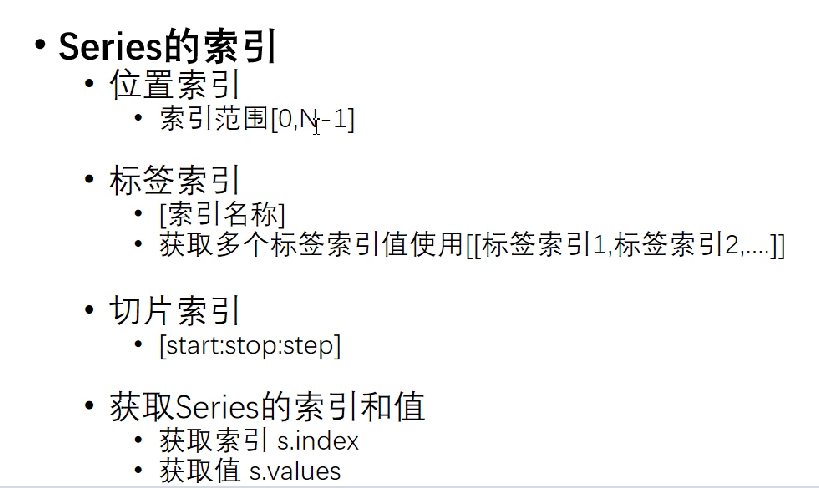 • Series的索引
• 位置索引
• 索引范围[0,N-1]
• 标签索引
• [索引名称]
• 获取多个标签索引值使用[[标签索引1,标签索引2,....]]
• 切片索引
• [start:stop:step]
• 获取Series的索引和值
• 获取索引 s.index
• 获取值 s.values